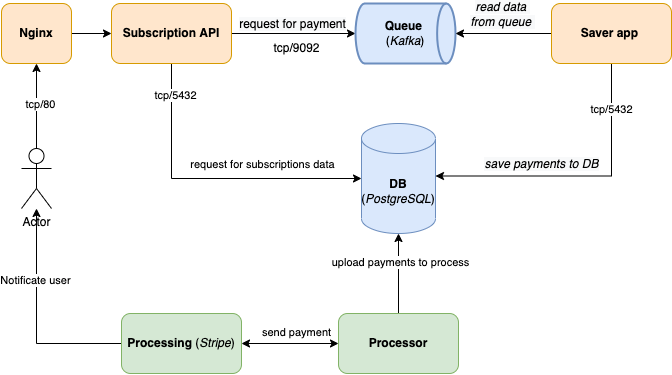 Nginx
Subscription API
request for payment
tcp/9092
Queue
(Kafka)
read data
from queue
Saver app
tcp/80
tcp/5432
tcp/5432
request for subscriptions data
save payments to DB
DB
(PostgreSQL)
Actor
upload payments to process
Notificate user
Processing (Stripe)
send payment
Processor